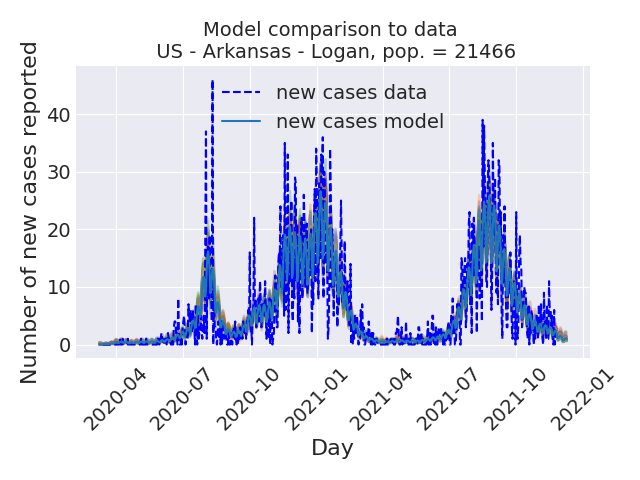 Model comparison to data
US - Arkansas - Logan, pop. = 21466
new cases data
new cases model
Number of new cases reported
40
30
20
10
0
2020-04
2020-07
2020-10
2021-01
2021-04
2021-07
2021-10
2022-01
Day